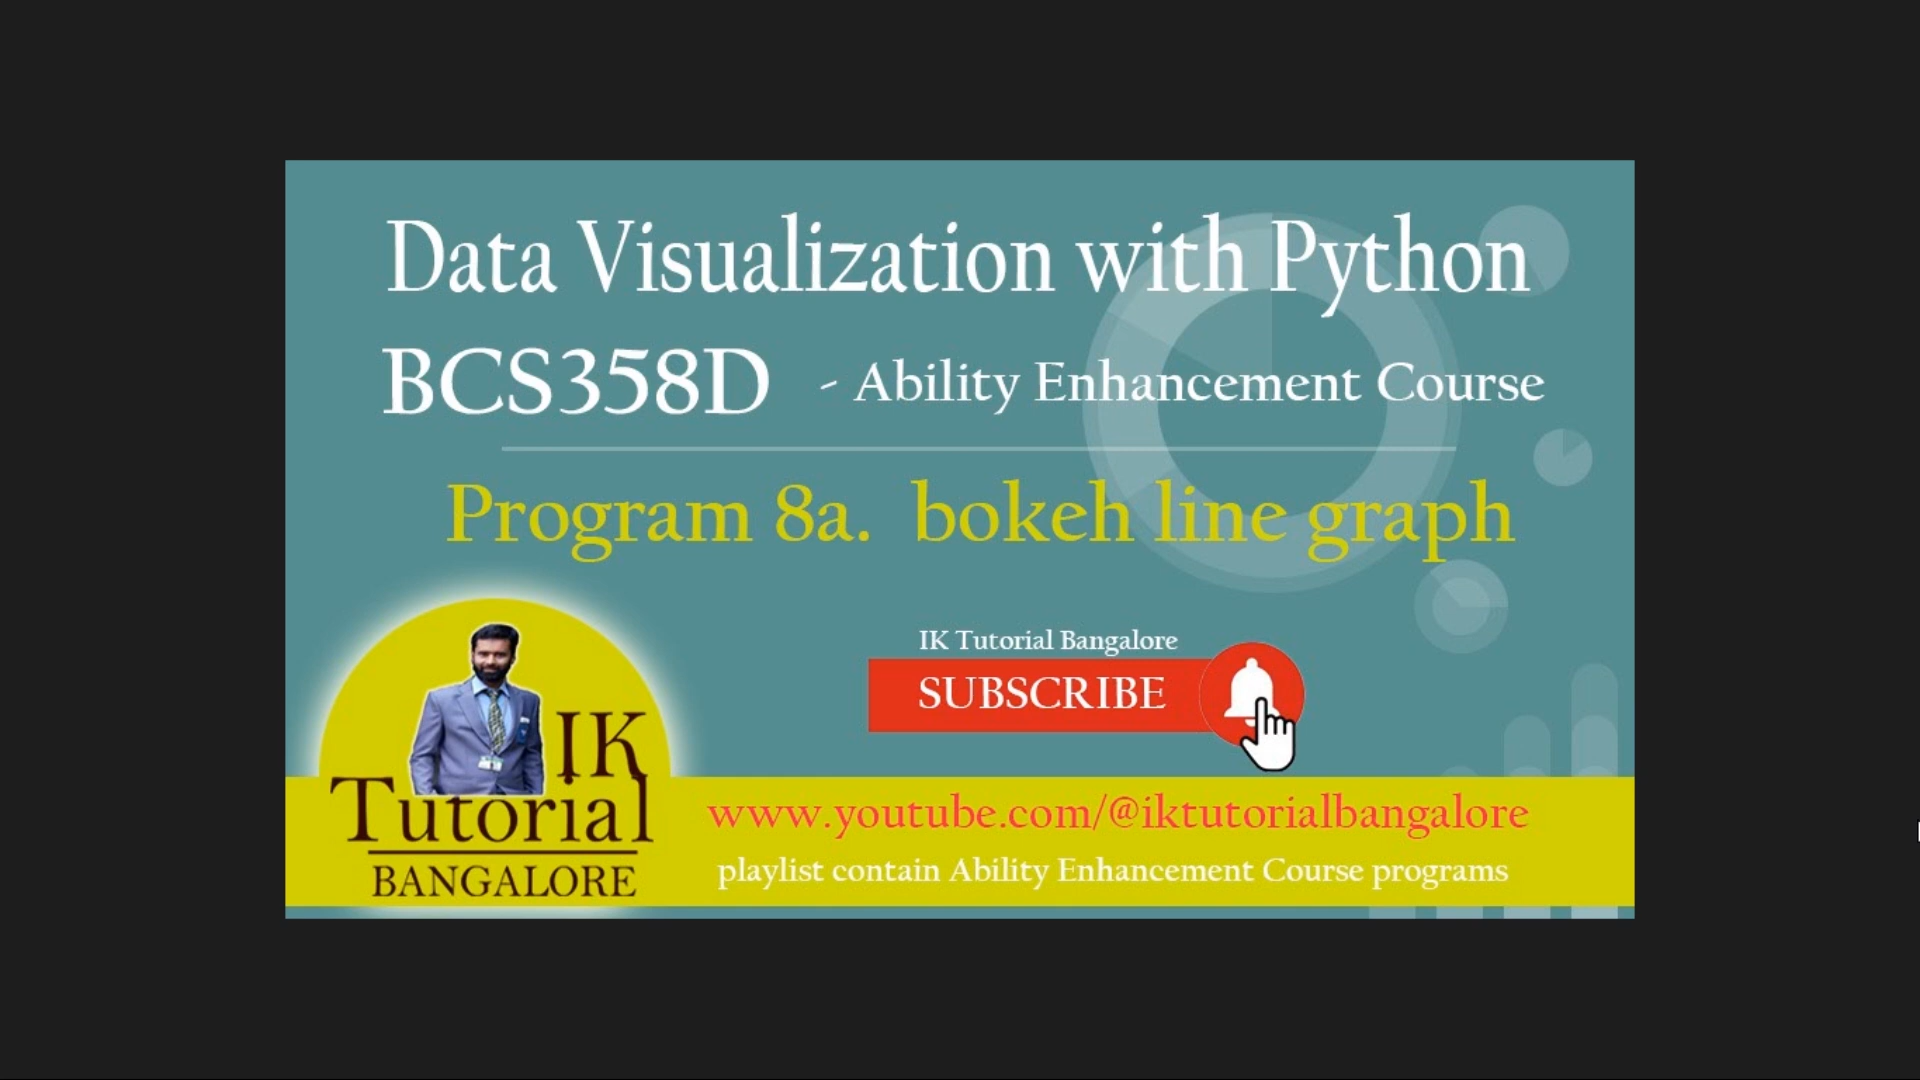 Data Visualization with Python
BCS358D - Ability Enhancement Course
Program 8a. bokeh line graph
IK Tutorial Bangalore
SUBSCRIBE
IK
Tutorial
BANGALORE
www.youtube.com/@iktutorialbangalore
playlist contain Ability Enhancement Course programs